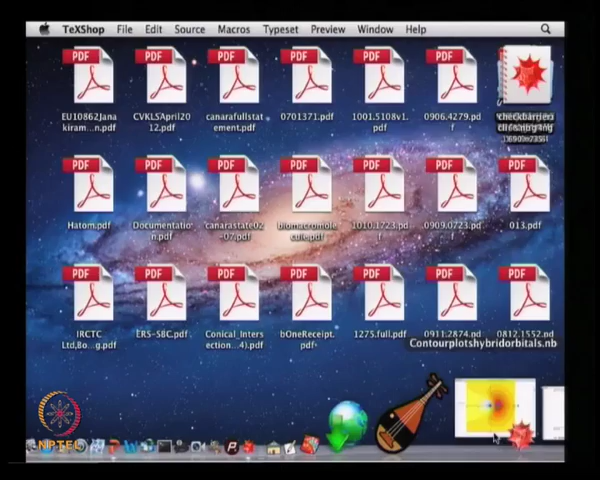 TeXShop File Edit Source Macros Typeset Preview Window Help
PDF PDF PDF PDF PDF PDF
EU10862Jana CVKLSApril20 canarafullstat 0701371.pdf 1001.5108v1. 0906.4279.pd
kiram...n.pdf 12.pdf ement.pdf pdf f
PDF PDF PDF PDF PDF PDF PDF
Hatom.pdf Documentatio canarastate02 biomacromole 1010.1723.pd 0909.0723.pd 013.pdf
n.pdf -07.pdf cule.pdf f f
PDF PDF PDF PDF PDF PDF PDF
IRCTC ERS-58C.pdf Conical_Inters bOneReceipt. 1275.full.pdf 0911.2874.pd 0812.1552.pd
Ltd,Bo...g.pdf ection...4).pdf pdf
Contourplotshybridorbitals.nb
NPTEL